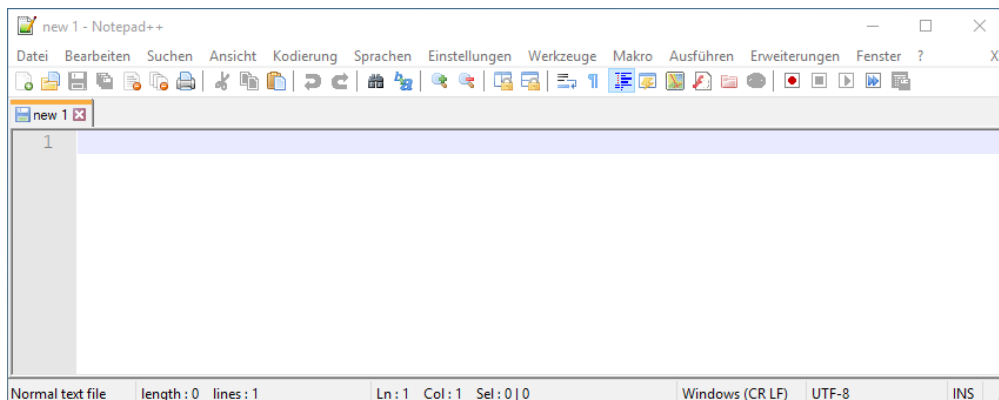 new 1 - Notepad++
Datei Bearbeiten Suchen Ansicht Kodierung Sprachen Einstellungen Werkzeuge Makro Ausführen Erweiterungen Fenster ? X
new 1
1
Normal text file length : 0 lines : 1 Ln : 1 Col : 1 Sel : 0 | 0 Windows (CR LF) UTF-8 INS